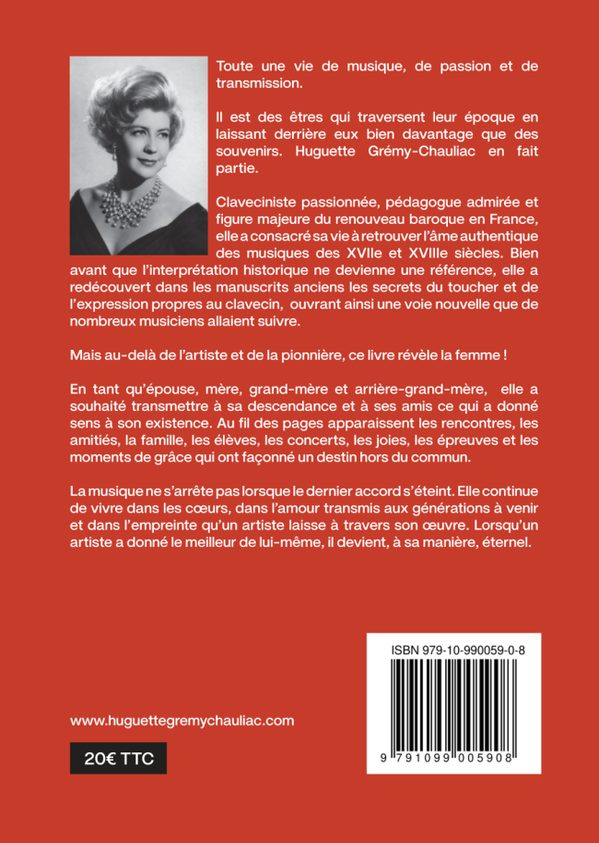 Toute une vie de musique, de passion et de
transmission.
Il est des êtres qui traversent leur époque en
laissant derrière eux bien davantage que des
souvenirs. Huguette Grémy-Chauliac en fait
partie.
Claveciniste passionnée, pédagogue admirée et
figure majeure du renouveau baroque en France,
elle a consacré sa vie à retrouver l’âme authentique
des musiques des XVIIe et XVIIIe siècles. Bien
avant que l’interprétation historique ne devienne une référence, elle a
redécouvert dans les manuscrits anciens les secrets du toucher et de
l’expression propres au clavecin, ouvrant ainsi une voie nouvelle que de
nombreux musiciens allaient suivre.
Mais au-delà de l’artiste et de la pionnière, ce livre révèle la femme !
En tant qu’épouse, mère, grand-mère et arrière-grand-mère, elle a
souhaité transmettre à sa descendance et à ses amis ce qui a donné
sens à son existence. Au fil des pages apparaissent les rencontres, les
amitiés, la famille, les élèves, les concerts, les joies, les épreuves et les
moments de grâce qui ont façonné un destin hors du commun.
La musique ne s’arrête pas lorsque le dernier accord s’éteint. Elle continue
de vivre dans les cœurs, dans l’amour transmis aux générations à venir
et dans l’empreinte qu’un artiste laisse à travers son œuvre. Lorsqu’un
artiste a donné le meilleur de lui-même, il devient, à sa manière, éternel.
ISBN 979-10-990059-0-8
9 791099 005908
www.huguettegremychauliac.com
20€ TTC